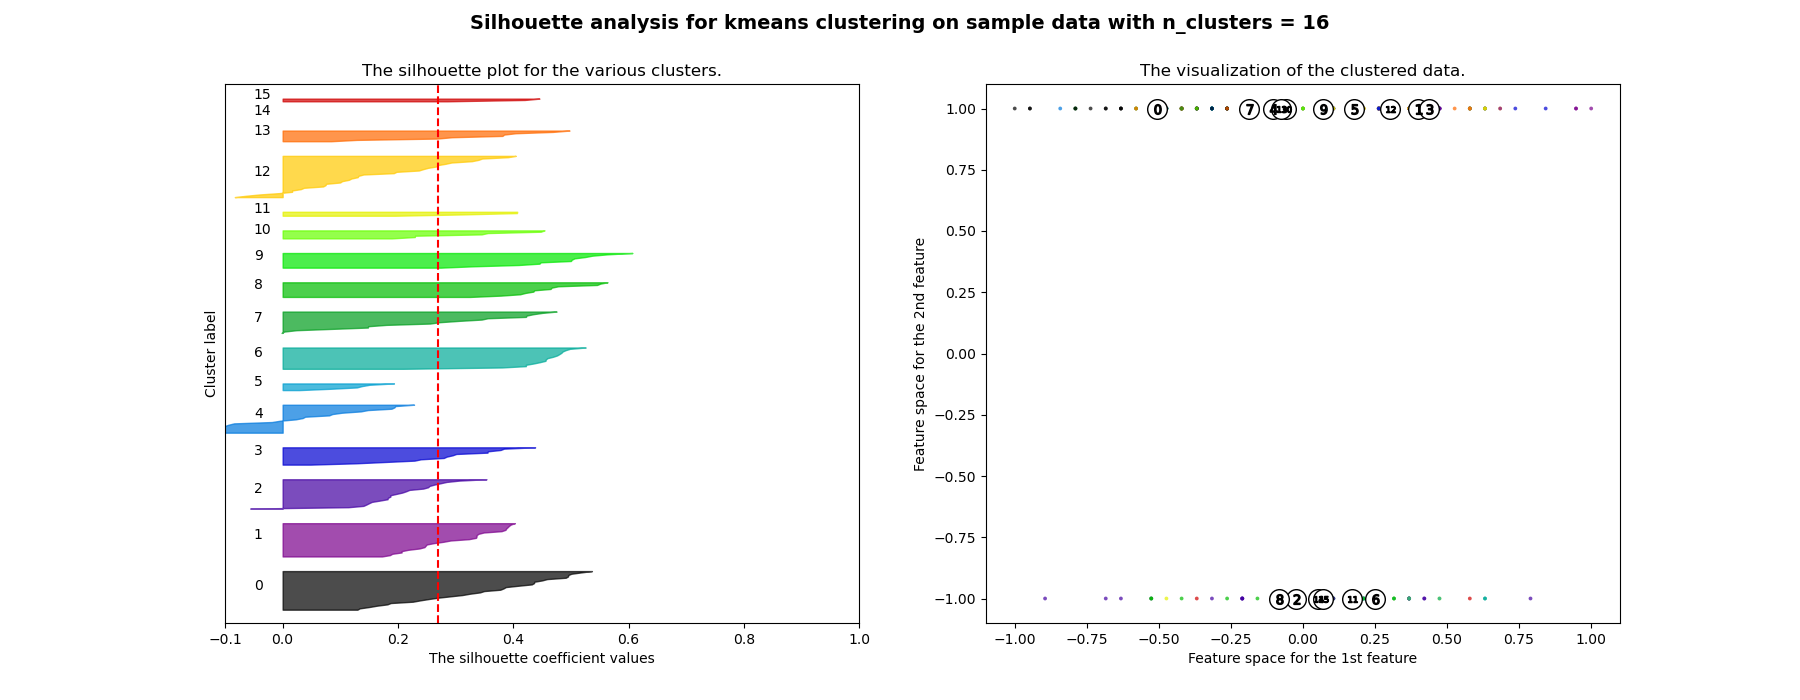 Silhouette analysis for kmeans clustering on sample data with n_clusters = 16
The silhouette plot for the various clusters.
15
14
13
12
11
10
9
8
7
6
5
4
3
2
1
0
Cluster label
−0.1 0.0 0.2 0.4 0.6 0.8 1.0
The silhouette coefficient values
The visualization of the clustered data.
1.00
0.75
0.50
0.25
0.00
−0.25
−0.50
−0.75
−1.00
Feature space for the 2nd feature
0 7 9 5 12 1 3
8 2 11 6
−1.00 −0.75 −0.50 −0.25 0.00 0.25 0.50 0.75 1.00
Feature space for the 1st feature